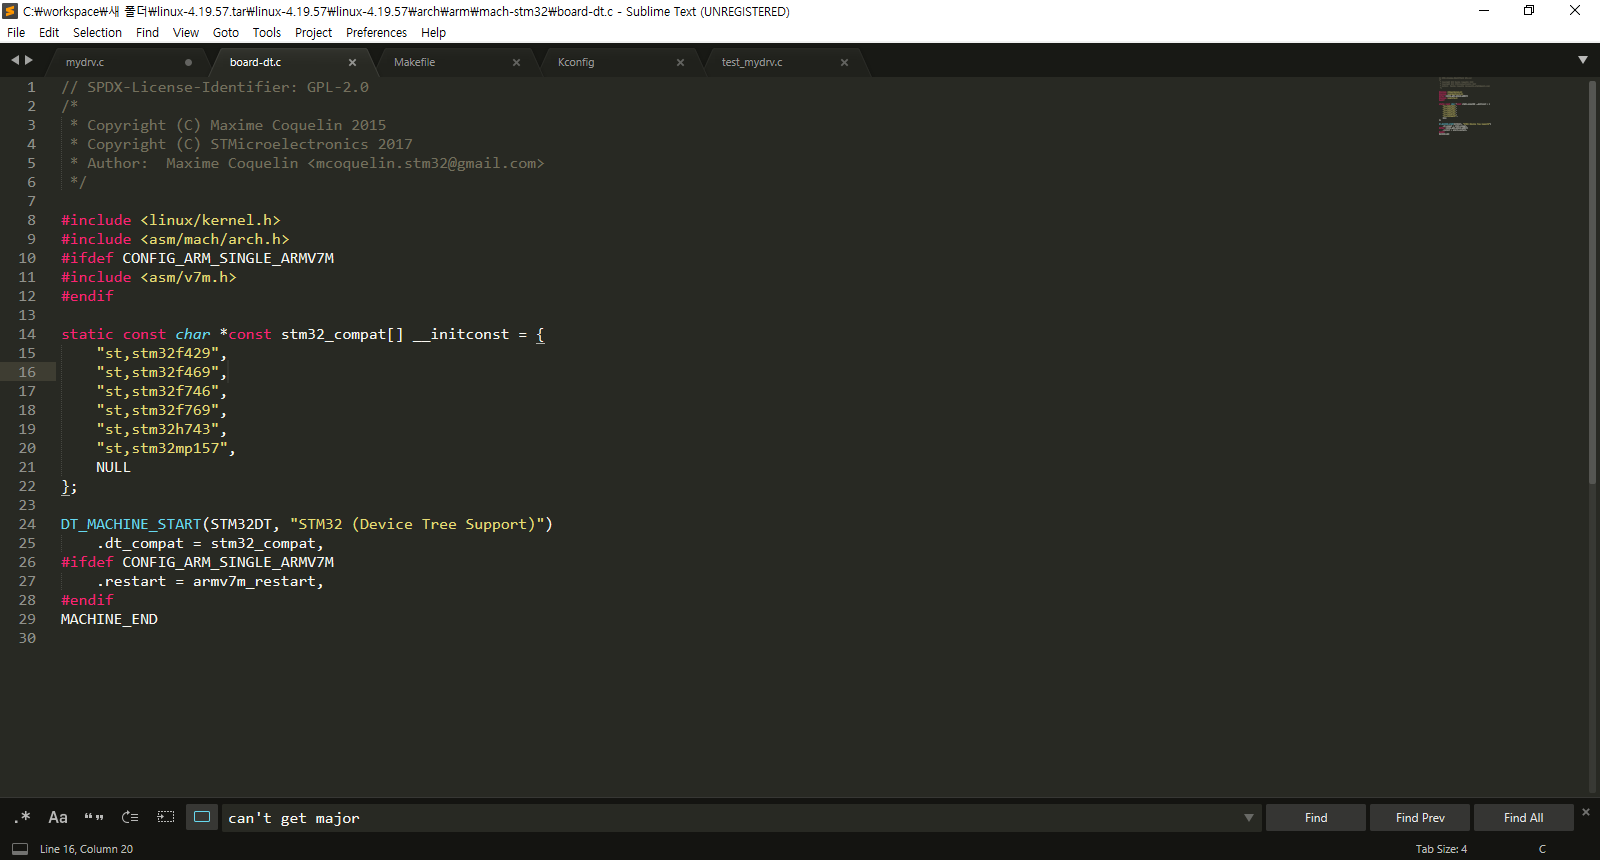 C:₩workspace₩새 폴더₩linux-4.19.57.tar₩linux-4.19.57₩linux-4.19.57₩arch₩arm₩mach-stm32₩board-dt.c - Sublime Text (UNREGISTERED)
File Edit Selection Find View Goto Tools Project Preferences Help
mydrv.c board-dt.c Makefile Kconfig test_mydrv.c
1 // SPDX-License-Identifier: GPL-2.0
2 /*
3  * Copyright (C) Maxime Coquelin 2015
4  * Copyright (C) STMicroelectronics 2017
5  * Author:  Maxime Coquelin <mcoquelin.stm32@gmail.com>
6  */
7
8 #include <linux/kernel.h>
9 #include <asm/mach/arch.h>
10 #ifdef CONFIG_ARM_SINGLE_ARMV7M
11 #include <asm/v7m.h>
12 #endif
13
14 static const char *const stm32_compat[] __initconst = {
15     "st,stm32f429",
16     "st,stm32f469",
17     "st,stm32f746",
18     "st,stm32f769",
19     "st,stm32h743",
20     "st,stm32mp157",
21     NULL
22 };
23
24 DT_MACHINE_START(STM32DT, "STM32 (Device Tree Support)")
25     .dt_compat = stm32_compat,
26 #ifdef CONFIG_ARM_SINGLE_ARMV7M
27     .restart = armv7m_restart,
28 #endif
29 MACHINE_END
30
.* Aa “” can't get major Find Find Prev Find All
Line 16, Column 20 Tab Size: 4 C